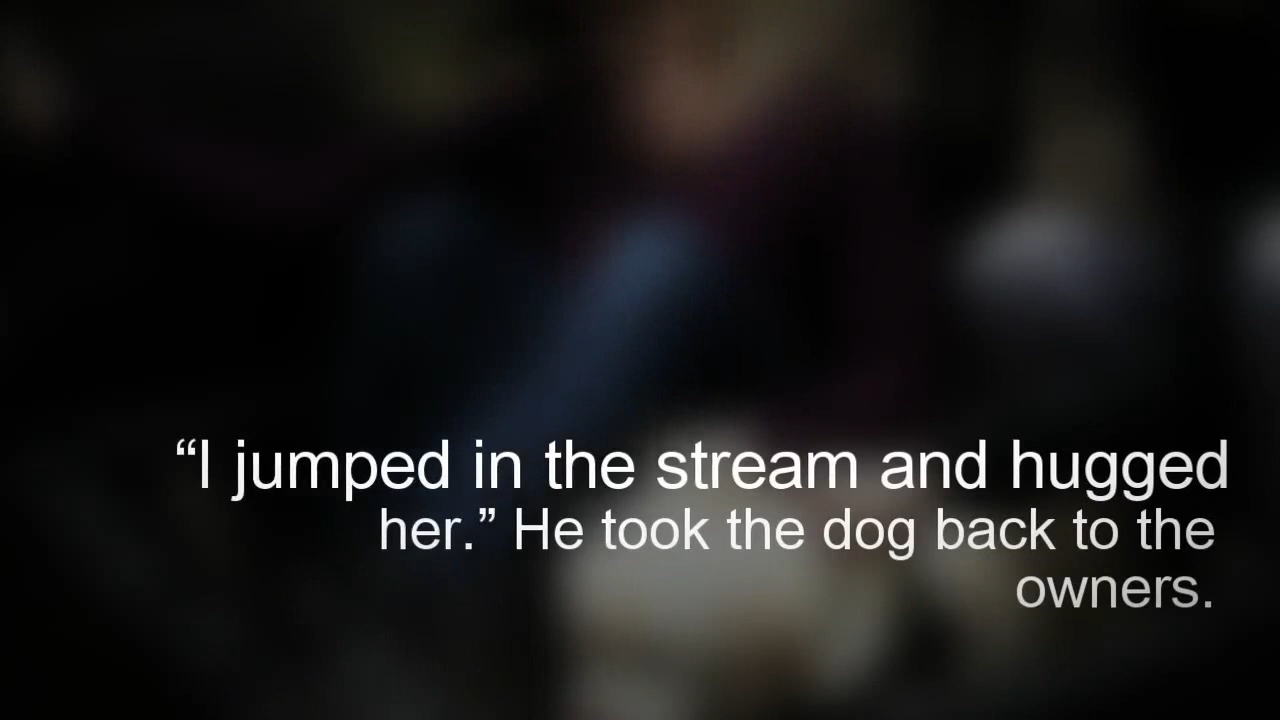 “I jumped in the stream and hugged
her.” He took the dog back to the
owners.